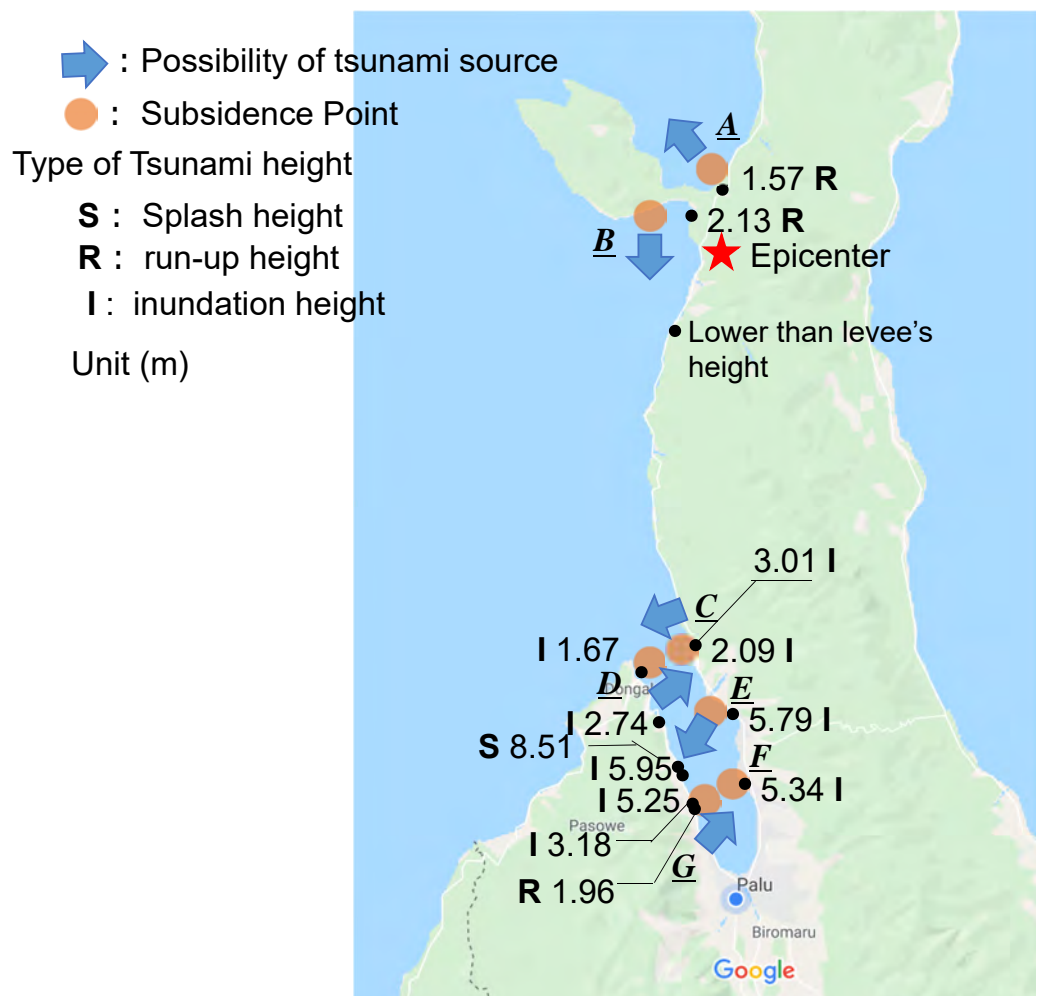 : Possibility of tsunami source
: Subsidence Point
Type of Tsunami height
S : Splash height
R : run-up height
I : inundation height
Unit (m)
A
1.57 R
2.13 R
B
Epicenter
Lower than levee's
height
3.01 I
C
I 1.67
2.09 I
D
Dongal
E
I 2.74
5.79 I
S 8.51
F
I 5.95
I 5.25
5.34 I
Pasowe
I 3.18
G
R 1.96
Palu
Biromaru
Google